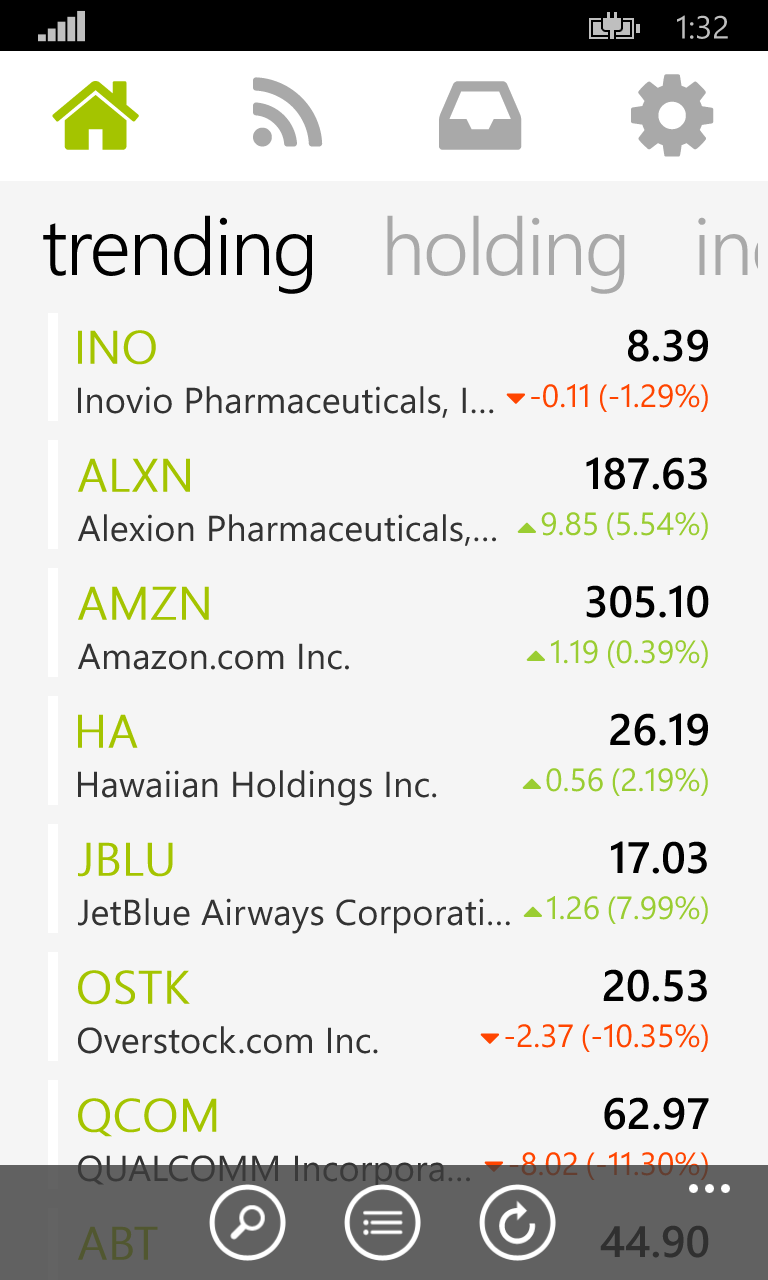 1:32
trending holding in
INO 8.39
Inovio Pharmaceuticals, I... -0.11 (-1.29%)
ALXN 187.63
Alexion Pharmaceuticals,... 9.85 (5.54%)
AMZN 305.10
Amazon.com Inc. 1.19 (0.39%)
HA 26.19
Hawaiian Holdings Inc. 0.56 (2.19%)
JBLU 17.03
JetBlue Airways Corporati... 1.26 (7.99%)
OSTK 20.53
Overstock.com Inc. -2.37 (-10.35%)
QCOM 62.97
QUALCOMM Incorpora... -8.02 (-11.30%)
ABT 44.90